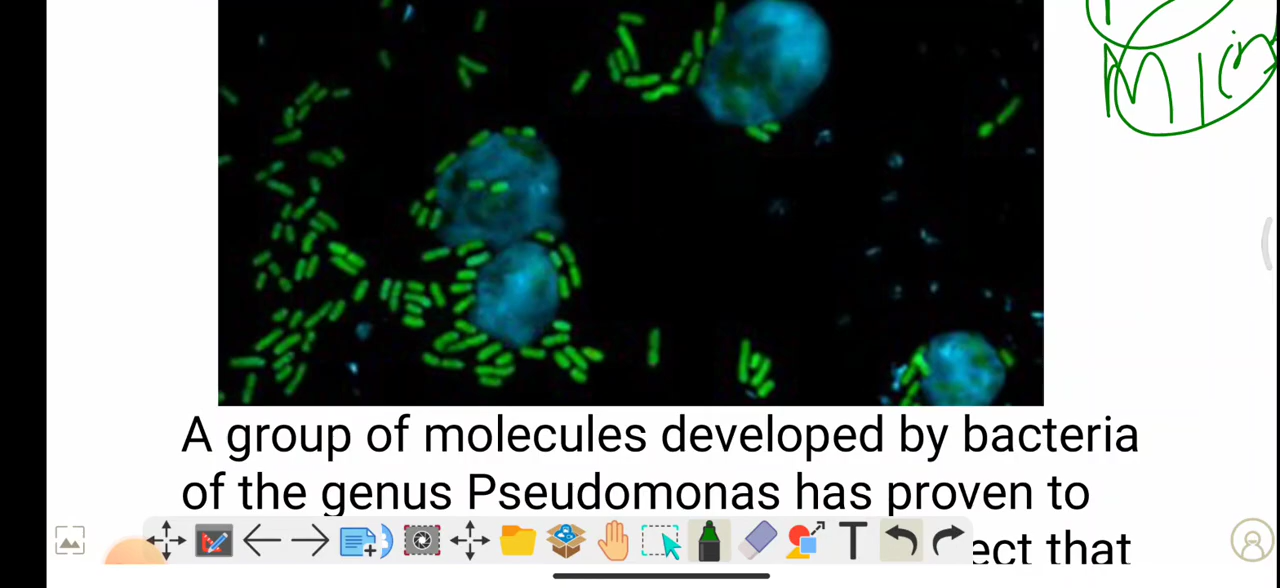 A group of molecules developed by bacteria
of the genus Pseudomonas has proven to
ect that
T